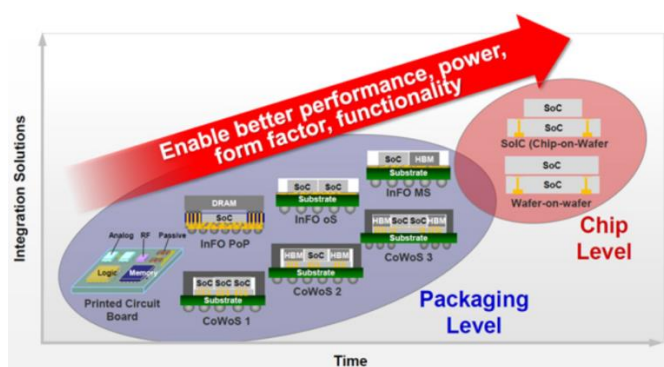 Integration Solutions
Enable better performance, power,
form factor, functionality
SoC
SoC
SoIC (Chip-on-Wafer
SoC
SoC
Wafer-on-wafer
Chip
Level
SoC HBM
Substrate
InFO MS
SoC SoC
Substrate
InFO oS
DRAM
SoC
InFO PoP
HBM SoC SoC HBM
Substrate
CoWoS 3
HBM SoC HBM
Substrate
CoWoS 2
Analog RF Passive
Logic Memory
Printed Circuit
Board
SoC SoC SoC
Substrate
CoWoS 1
Packaging
Level
Time